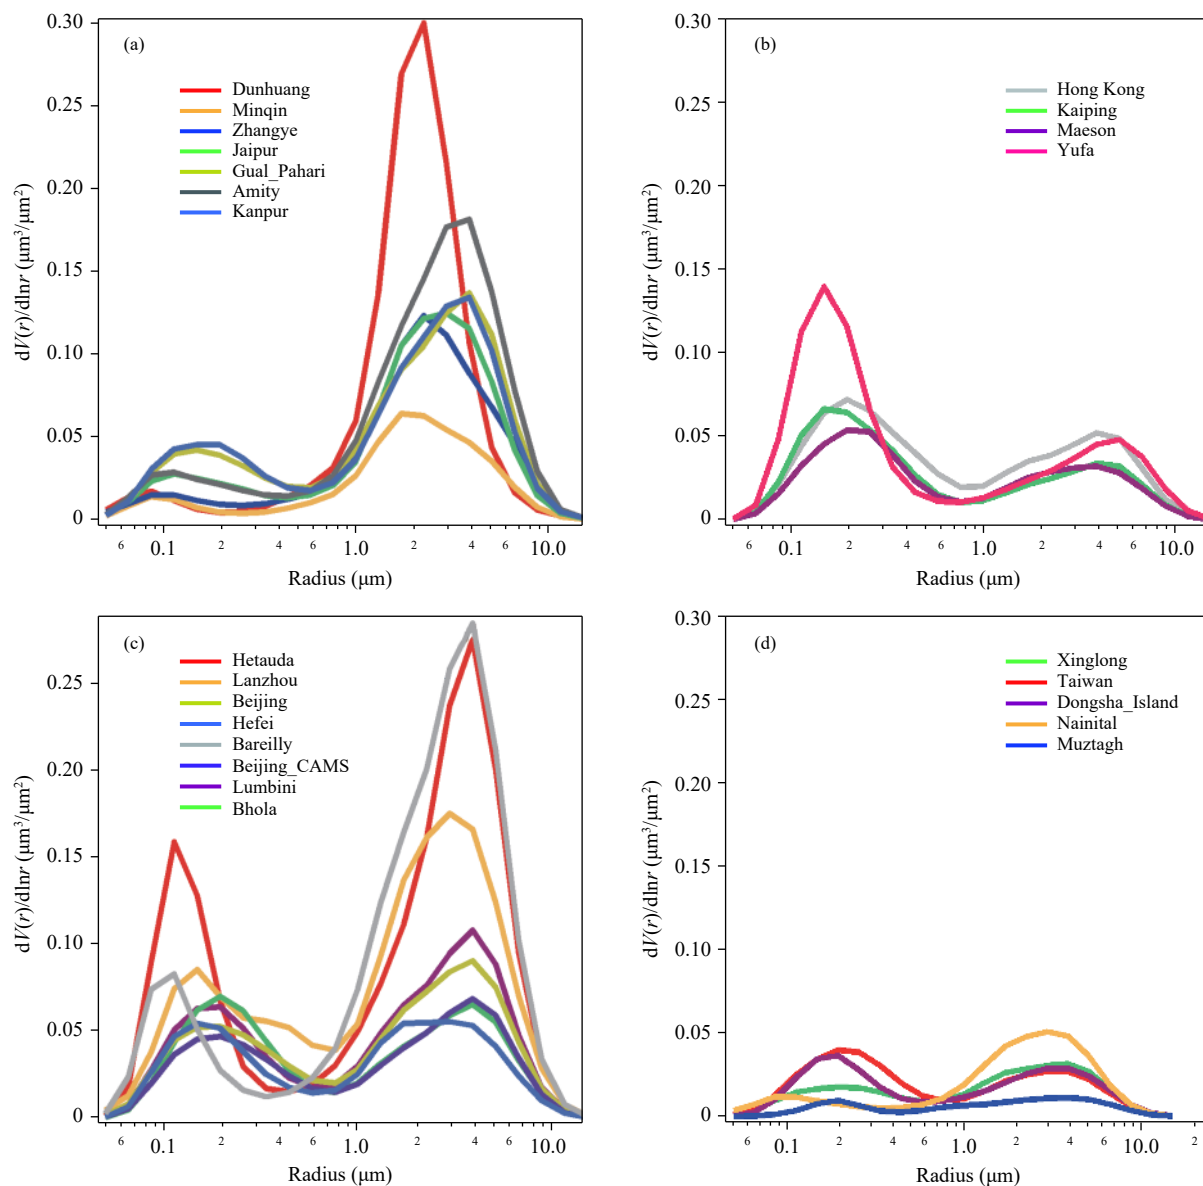 (a)
0.30
0.25
0.20
0.15
0.10
0.05
0
dV(r)/dlnr (μm³/μm²)
Dunhuang
Minqin
Zhangye
Jaipur
Gual_Pahari
Amity
Kanpur
6 0.1 2 4 6 1.0 2 4 6 10.0
Radius (μm)
(b)
0.30
0.25
0.20
0.15
0.10
0.05
0
dV(r)/dlnr (μm³/μm²)
Hong Kong
Kaiping
Maeson
Yufa
6 0.1 2 4 6 1.0 2 4 6 10.0
Radius (μm)
(c)
0.25
0.20
0.15
0.10
0.05
0
dV(r)/dlnr (μm³/μm²)
Hetauda
Lanzhou
Beijing
Hefei
Bareilly
Beijing_CAMS
Lumbini
Bhola
6 0.1 2 4 6 1.0 2 4 6 10.0
Radius (μm)
(d)
0.30
0.25
0.20
0.15
0.10
0.05
0
dV(r)/dlnr (μm³/μm²)
Xinglong
Taiwan
Dongsha_Island
Nainital
Muztagh
6 0.1 2 4 6 1.0 2 4 6 10.0 2
Radius (μm)